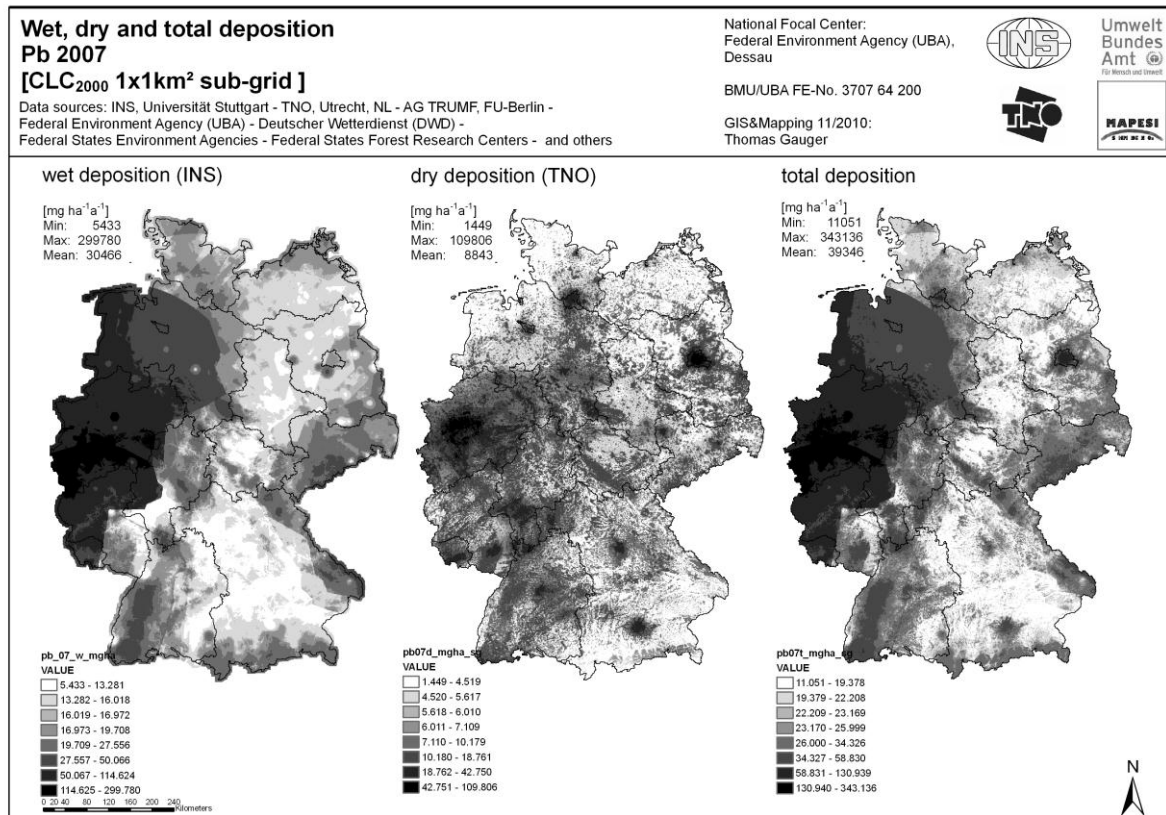 Wet, dry and total deposition
Pb 2007
[CLC2000 1x1km² sub-grid ]
Data sources: INS, Universität Stuttgart - TNO, Utrecht, NL - AG TRUMF, FU-Berlin -
Federal Environment Agency (UBA) - Deutscher Wetterdienst (DWD) -
Federal States Environment Agencies - Federal States Forest Research Centers - and others
National Focal Center:
Federal Environment Agency (UBA),
Dessau
BMU/UBA FE-No. 3707 64 200
GIS&Mapping 11/2010:
Thomas Gauger
INS
Umwelt
Bundes
Amt
Für Mensch und Umwelt
TNO
MAPESI
wet deposition (INS)
[mg ha-1a-1]
Min: 5433
Max: 299780
Mean: 30466
pb_07_w_mgha
VALUE
5.433 - 13.281
13.282 - 16.018
16.019 - 16.972
16.973 - 19.708
19.709 - 27.556
27.557 - 50.066
50.067 - 114.624
114.625 - 299.780
0 20 40 80 120 160 200 240
Kilometers
dry deposition (TNO)
[mg ha-1a-1]
Min: 1449
Max: 109806
Mean: 8843
pb07d_mgha_sg
VALUE
1.449 - 4.519
4.520 - 5.617
5.618 - 6.010
6.011 - 7.109
7.110 - 10.179
10.180 - 18.761
18.762 - 42.750
42.751 - 109.806
total deposition
[mg ha-1a-1]
Min: 11051
Max: 343136
Mean: 39346
pb07t_mgha_sg
VALUE
11.051 - 19.378
19.379 - 22.208
22.209 - 23.169
23.170 - 25.999
26.000 - 34.326
34.327 - 58.830
58.831 - 130.939
130.940 - 343.136
N